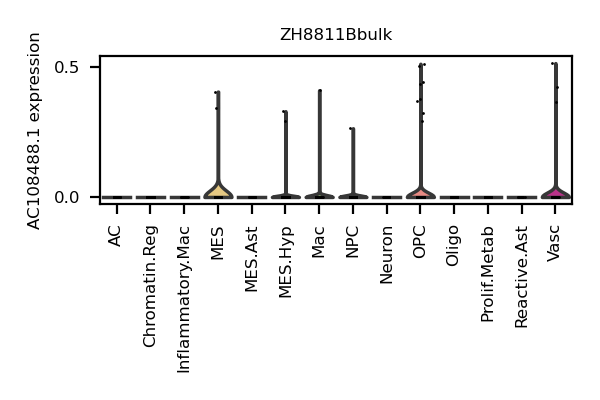 ZH8811Bbulk
AC108488.1 expression
0.5
0.0
AC
Chromatin.Reg
Inflammatory.Mac
MES
MES.Ast
MES.Hyp
Mac
NPC
Neuron
OPC
Oligo
Prolif.Metab
Reactive.Ast
Vasc